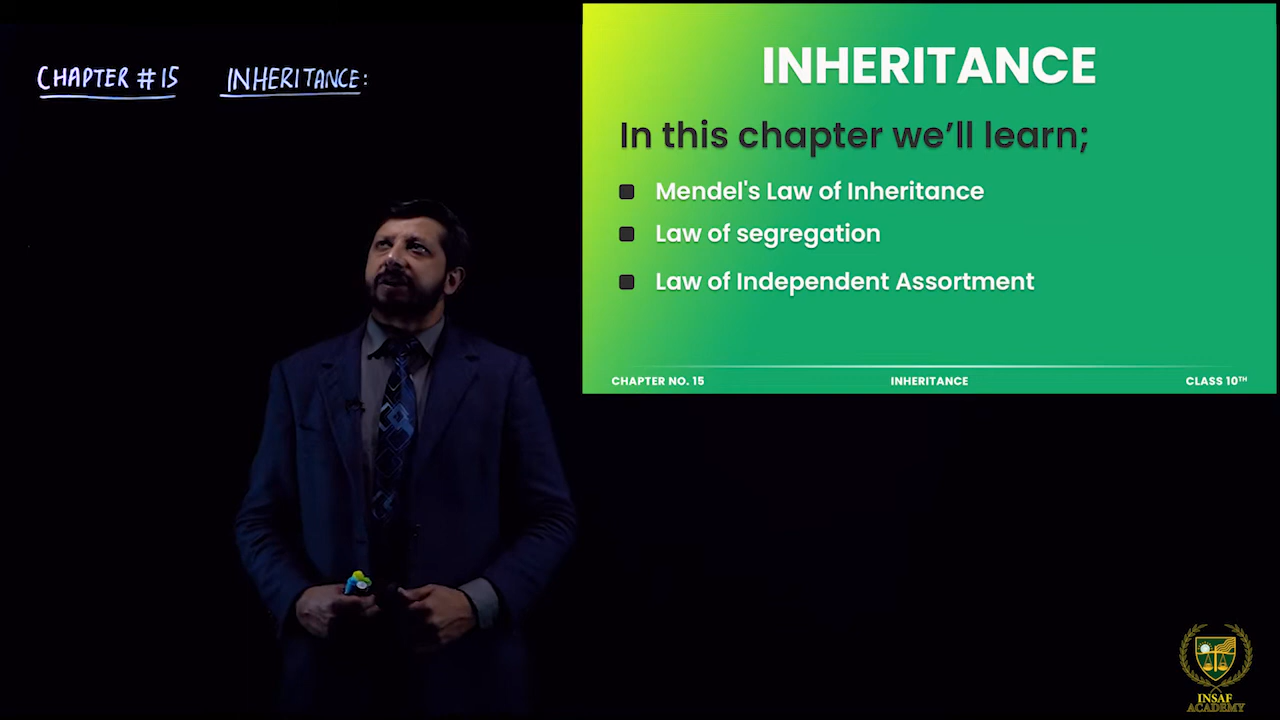 CHAPTER # 15 INHERITANCE:
INHERITANCE
In this chapter we'll learn;
Mendel's Law of Inheritance
Law of segregation
Law of Independent Assortment
CHAPTER NO. 15 INHERITANCE CLASS 10TH
INSAF
ACADEMY